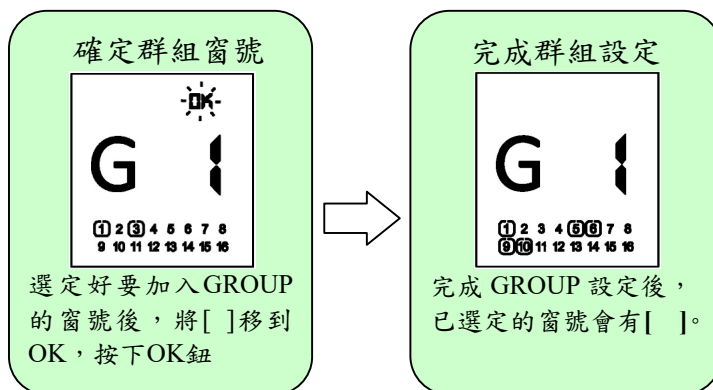 確定群組窗號
OK
G 1
[1] 2 [3] 4 5 6 7 8
9 10 11 12 13 14 15 16
選定好要加入GROUP
的窗號後，將[ ]移到
OK，按下OK鈕
完成群組設定
G 1
[1] 2 3 4 [5][6] 7 8
[9][10] 11 12 13 14 15 16
完成 GROUP 設定後，
已選定的窗號會有[ ]。